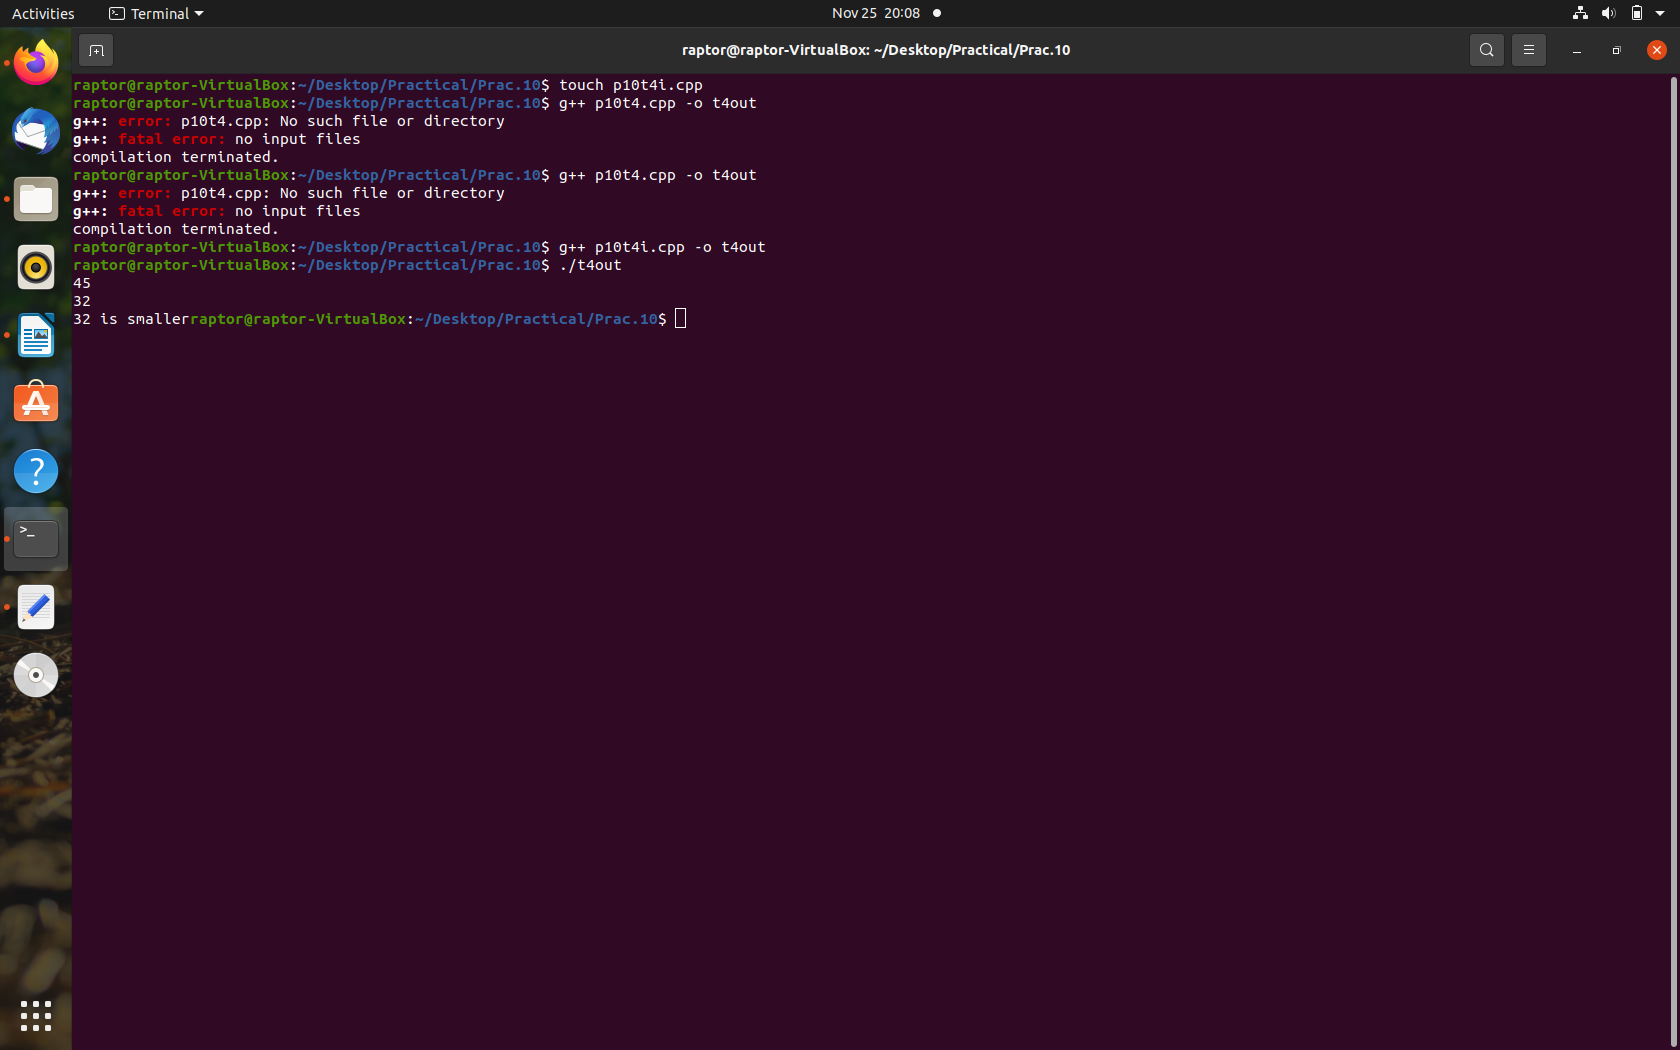 Activities Terminal Nov 25 20:08
raptor@raptor-VirtualBox: ~/Desktop/Practical/Prac.10
raptor@raptor-VirtualBox:~/Desktop/Practical/Prac.10$ touch p10t4i.cpp
raptor@raptor-VirtualBox:~/Desktop/Practical/Prac.10$ g++ p10t4.cpp -o t4out
g++: error: p10t4.cpp: No such file or directory
g++: fatal error: no input files
compilation terminated.
raptor@raptor-VirtualBox:~/Desktop/Practical/Prac.10$ g++ p10t4.cpp -o t4out
g++: error: p10t4.cpp: No such file or directory
g++: fatal error: no input files
compilation terminated.
raptor@raptor-VirtualBox:~/Desktop/Practical/Prac.10$ g++ p10t4i.cpp -o t4out
raptor@raptor-VirtualBox:~/Desktop/Practical/Prac.10$ ./t4out
45
32
32 is smallerraptor@raptor-VirtualBox:~/Desktop/Practical/Prac.10$